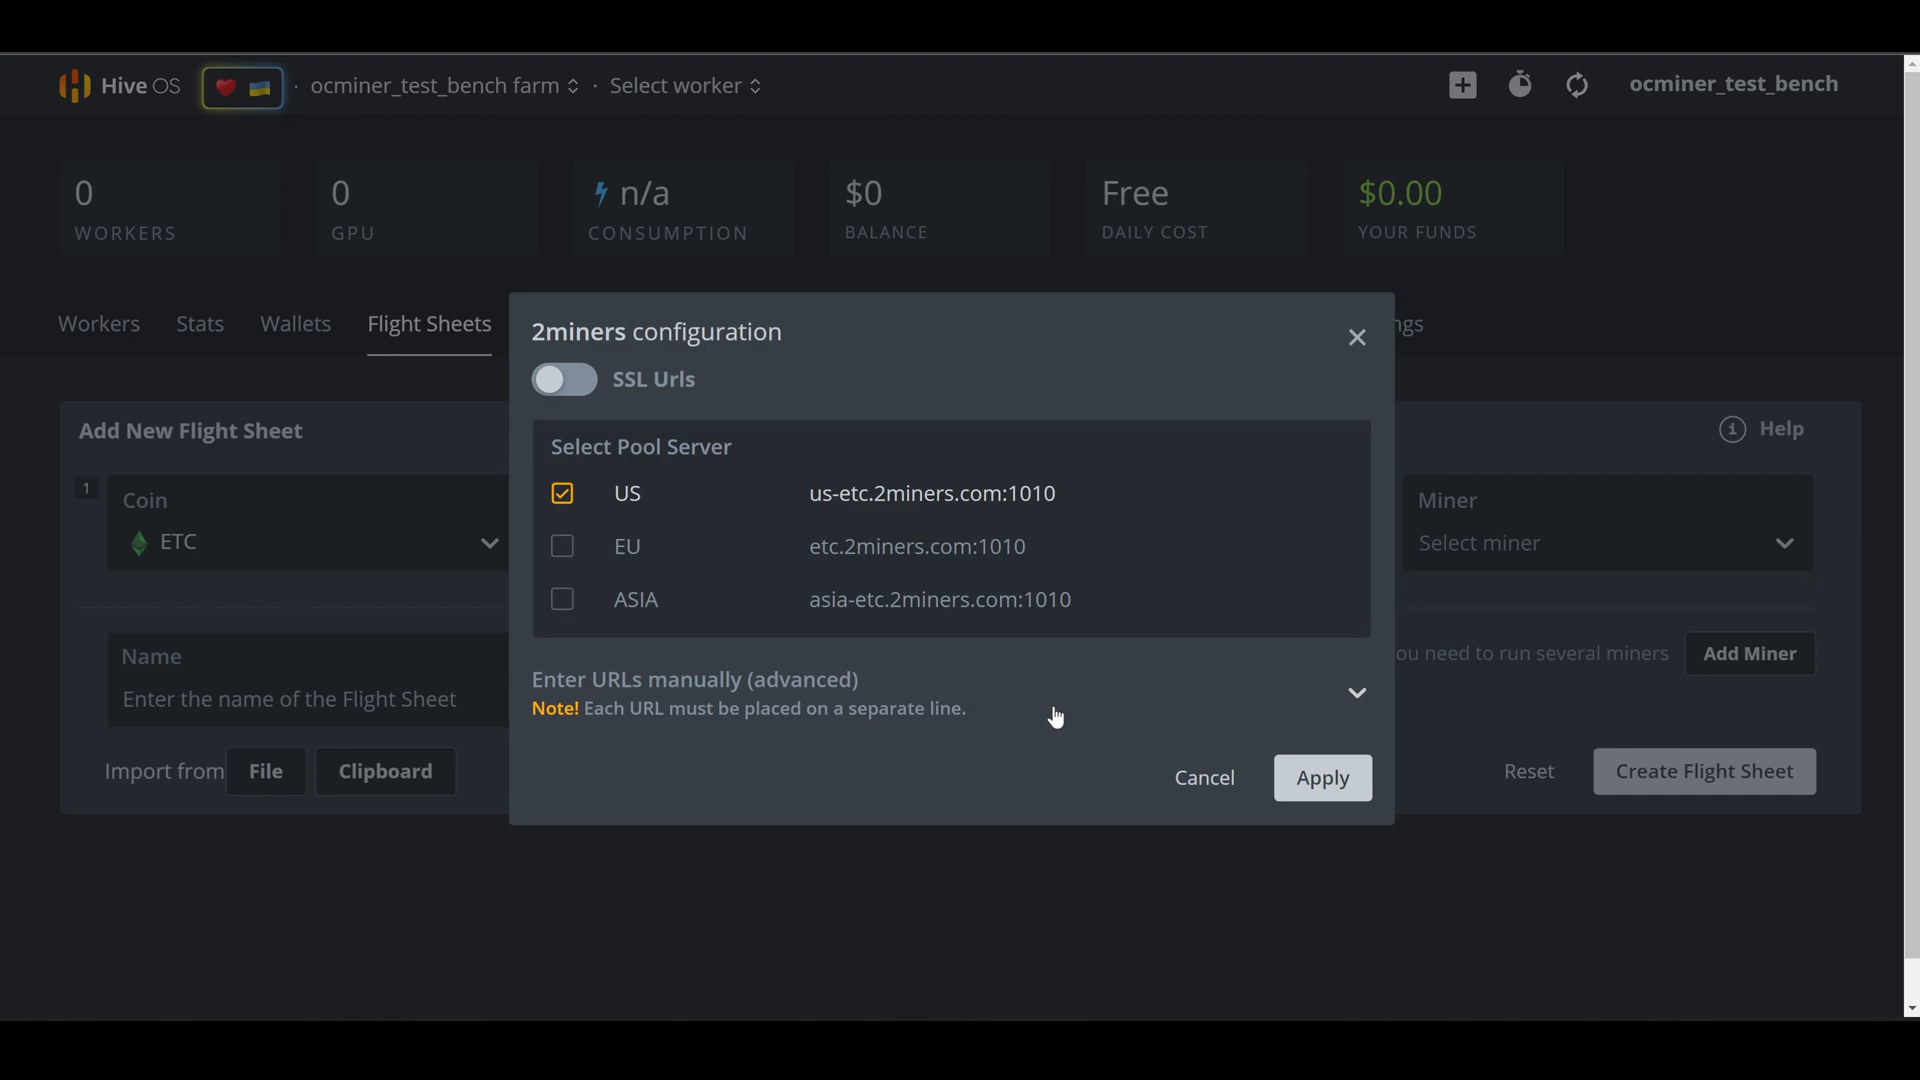 Hive OS · ocminer_test_bench farm · Select worker ocminer_test_bench
0 0 n/a $0 Free $0.00
WORKERS GPU CONSUMPTION BALANCE DAILY COST YOUR FUNDS
Workers Stats Wallets Flight Sheets ngs
2miners configuration
SSL Urls
Select Pool Server
US us-etc.2miners.com:1010
EU etc.2miners.com:1010
ASIA asia-etc.2miners.com:1010
Enter URLs manually (advanced)
Note! Each URL must be placed on a separate line.
Cancel Apply
Add New Flight Sheet
Help
1
Coin
ETC
Miner
Select miner
Name
Enter the name of the Flight Sheet
ou need to run several miners Add Miner
Import from File Clipboard
Reset Create Flight Sheet